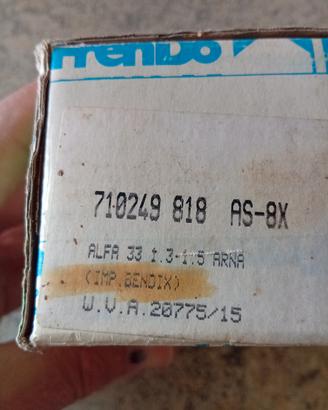 Frendo
710249 818 AS-8X
ALFA 33 1.3-1.5 ARNA
(IMP.BENDIX)
W.V.A.20775/15